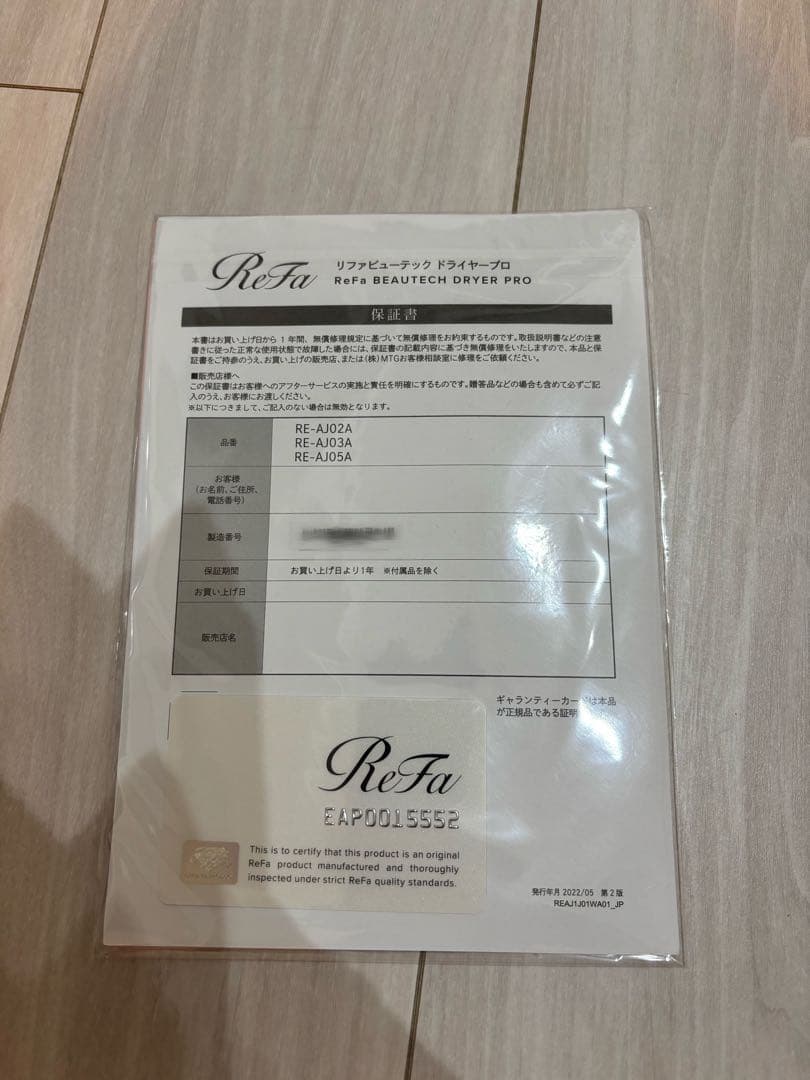 ReFa
リファビューテック ドライヤープロ
ReFa BEAUTECH DRYER PRO
保証書
本書はお買い上げ日から 1 年間、無償修理規定に基づいて無償修理をお約束するものです。取扱説明書などの注意
書きに従った正常な使用状態で故障した場合には、保証書の記載内容に基づき無償修理をいたしますので、本品と保
証書をご持参のうえ、お買い上げの販売店、または（株）MTGお客様相談室に修理をご依頼ください。
■販売店様へ
この保証書はお客様へのアフターサービスの実施と責任を明確にするものです。贈答品などの場合も含めて必ずご記
入のうえ、お客様にお渡しください。
※以下につきまして、ご記入のない場合は無効となります。
品番
RE-AJ02A
RE-AJ03A
RE-AJ05A
お客様
（お名前、ご住所、
電話番号）
製造番号
保証期間 お買い上げ日より1年 ※付属品を除く
お買い上げ日
販売店名
ギャランティーカードは本品
が正規品である証明
ReFa
EAP0015552
This is to certify that this product is an original
ReFa product manufactured and thoroughly
inspected under strict ReFa quality standards.
発行年月 2022/05 第2版
REAJ1J01WA01_JP